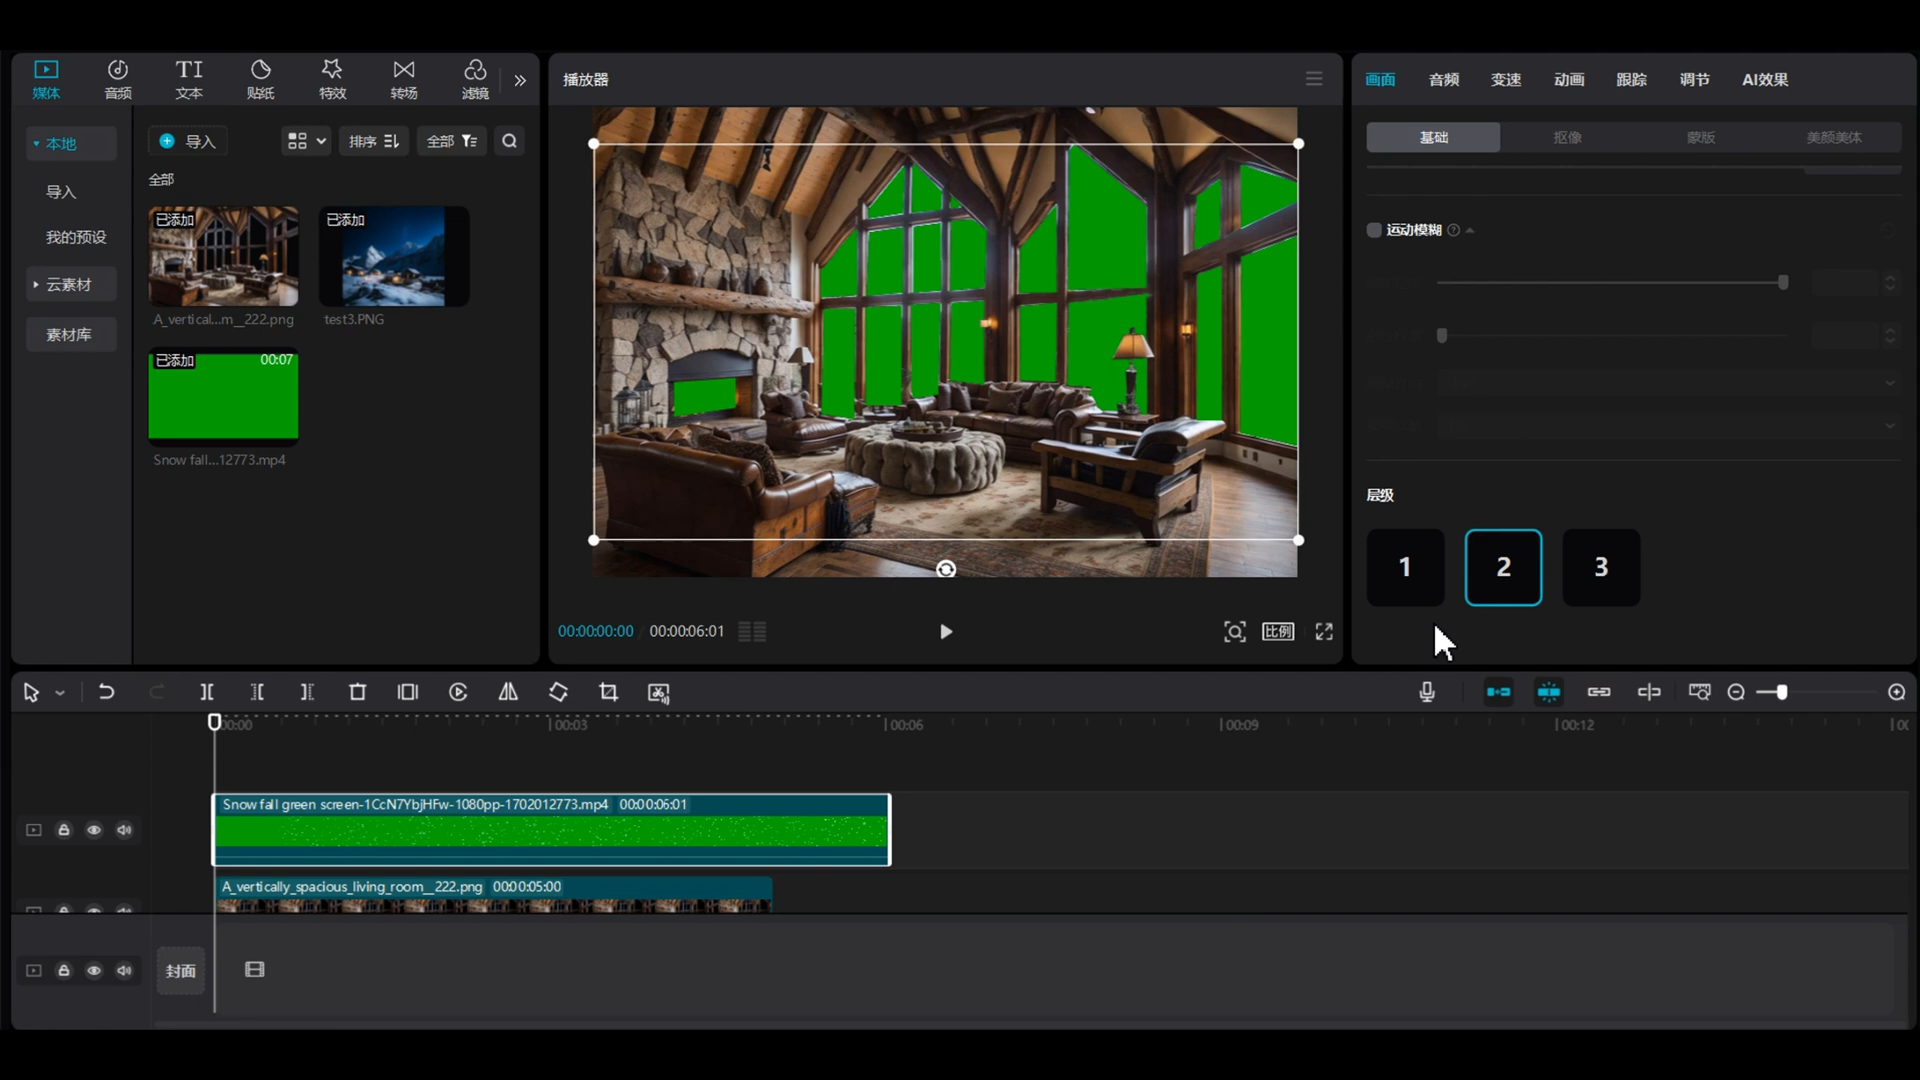 媒体 音频 文本 贴纸 特效 转场 滤镜
本地
导入
我的预设
云素材
素材库
导入 排序 全部
全部
已添加
A_vertical...m__222.png
已添加
test3.PNG
已添加 00:07
Snow fall...12773.mp4
播放器
00:00:00:00 00:00:06:01
比例
画面 音频 变速 动画 跟踪 调节 AI效果
基础 抠像 蒙版 美颜美体
运动模糊
层级
1 2 3
00:00 00:03 00:06 00:09 00:12
Snow fall green screen-1CcN7YbjHFw-1080pp-1702012773.mp4 00:00:06:01
A_vertically_spacious_living_room__222.png 00:00:05:00
封面